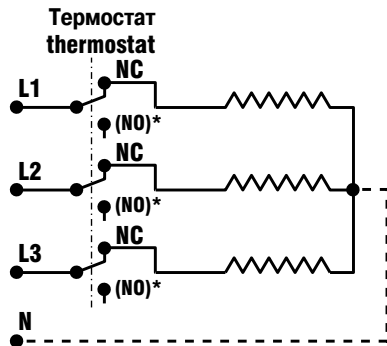 Термостат
thermostat
NC
L1
(NO)*
NC
L2
(NO)*
NC
L3
(NO)*
N